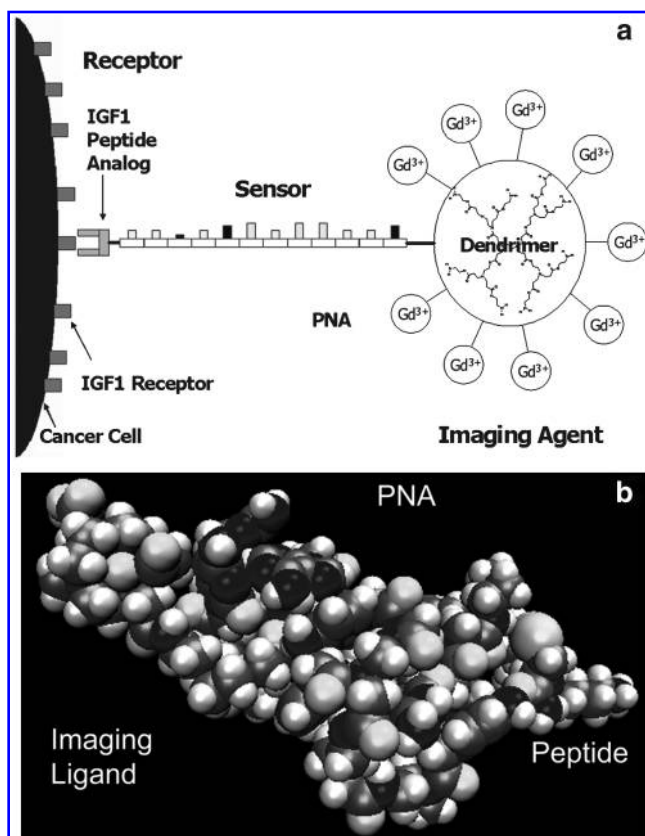 a
Receptor
IGF1
Peptide
Analog
Sensor
PNA
IGF1 Receptor
Cancer Cell
Gd³⁺
Gd³⁺
Gd³⁺
Gd³⁺
Gd³⁺
Dendrimer
Gd³⁺
Gd³⁺
Gd³⁺
Gd³⁺
Gd³⁺
Imaging Agent
b
PNA
Imaging
Ligand
Peptide